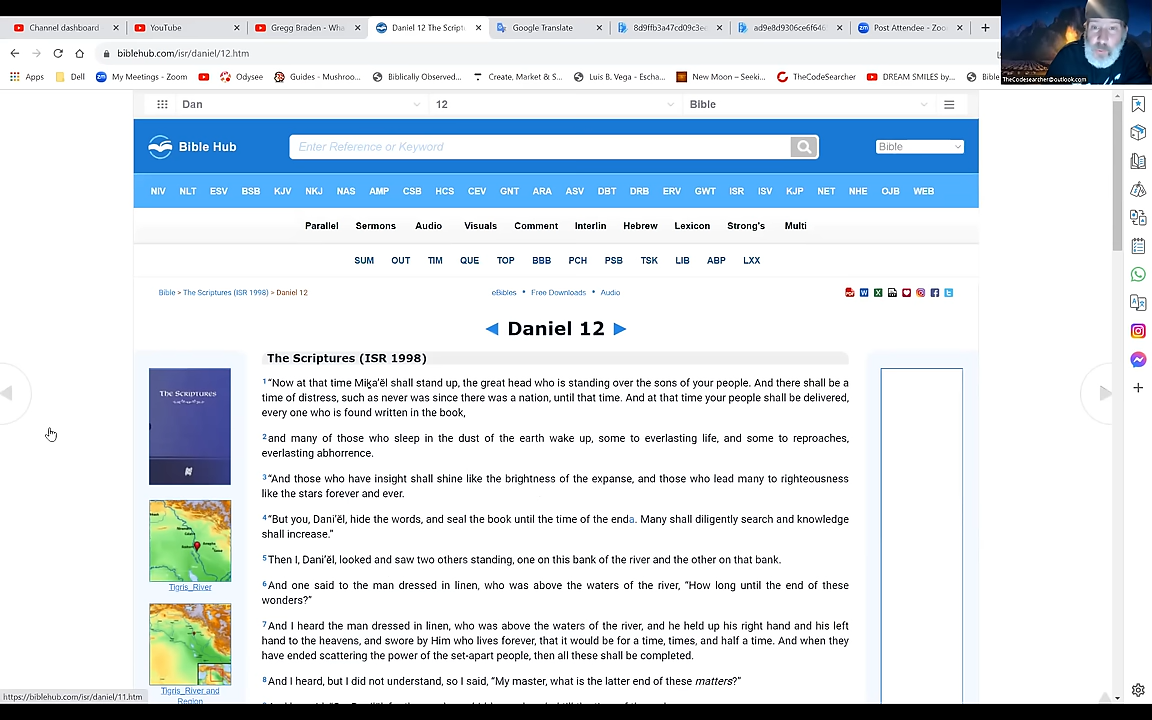 Channel dashboard
YouTube
Gregg Braden - Wha
Daniel 12 The Script
Google Translate
8d9ffb3a47cd09c3e
ad9e8d9306ce6f646
Post Attendee - Zoo
biblehub.com/isr/daniel/12.htm
Apps Dell My Meetings - Zoom Odysee Guides - Mushroo... Biblically Observed... Create, Market & S... Luis B. Vega - Escha... New Moon – Seeki... TheCodeSearcher DREAM SMILES by... Bible
TheCodesearcher@outlook.com
Dan 12 Bible
Bible Hub Enter Reference or Keyword Bible
NIV NLT ESV BSB KJV NKJ NAS AMP CSB HCS CEV GNT ARA ASV DBT DRB ERV GWT ISR ISV KJP NET NHE OJB WEB
Parallel Sermons Audio Visuals Comment Interlin Hebrew Lexicon Strong's Multi
SUM OUT TIM QUE TOP BBB PCH PSB TSK LIB ABP LXX
Bible > The Scriptures (ISR 1998) > Daniel 12
eBibles • Free Downloads • Audio
◄ Daniel 12 ►
The Scriptures (ISR 1998)
1“Now at that time Miḵa’ĕl shall stand up, the great head who is standing over the sons of your people. And there shall be a
time of distress, such as never was since there was a nation, until that time. And at that time your people shall be delivered,
every one who is found written in the book,
2and many of those who sleep in the dust of the earth wake up, some to everlasting life, and some to reproaches,
everlasting abhorrence.
3“And those who have insight shall shine like the brightness of the expanse, and those who lead many to righteousness
like the stars forever and ever.
4“But you, Dani’ĕl, hide the words, and seal the book until the time of the enda. Many shall diligently search and knowledge
shall increase.”
5Then I, Dani’ĕl, looked and saw two others standing, one on this bank of the river and the other on that bank.
6And one said to the man dressed in linen, who was above the waters of the river, “How long until the end of these
wonders?”
7And I heard the man dressed in linen, who was above the waters of the river, and he held up his right hand and his left
hand to the heavens, and swore by Him who lives forever, that it would be for a time, times, and half a time. And when they
have ended scattering the power of the set-apart people, then all these shall be completed.
8And I heard, but I did not understand, so I said, “My master, what is the latter end of these matters?”
The Scriptures
Tigris_River
Tigris_River and
Region
https://biblehub.com/isr/daniel/11.htm